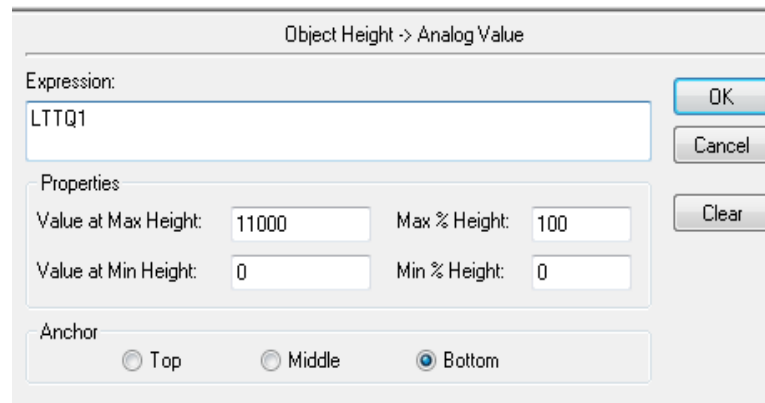 Object Height -> Analog Value
Expression:
OK
LTTQ1
Cancel
Properties
Value at Max Height: 11000 Max % Height: 100
Clear
Value at Min Height: 0 Min % Height: 0
Anchor
Top Middle Bottom